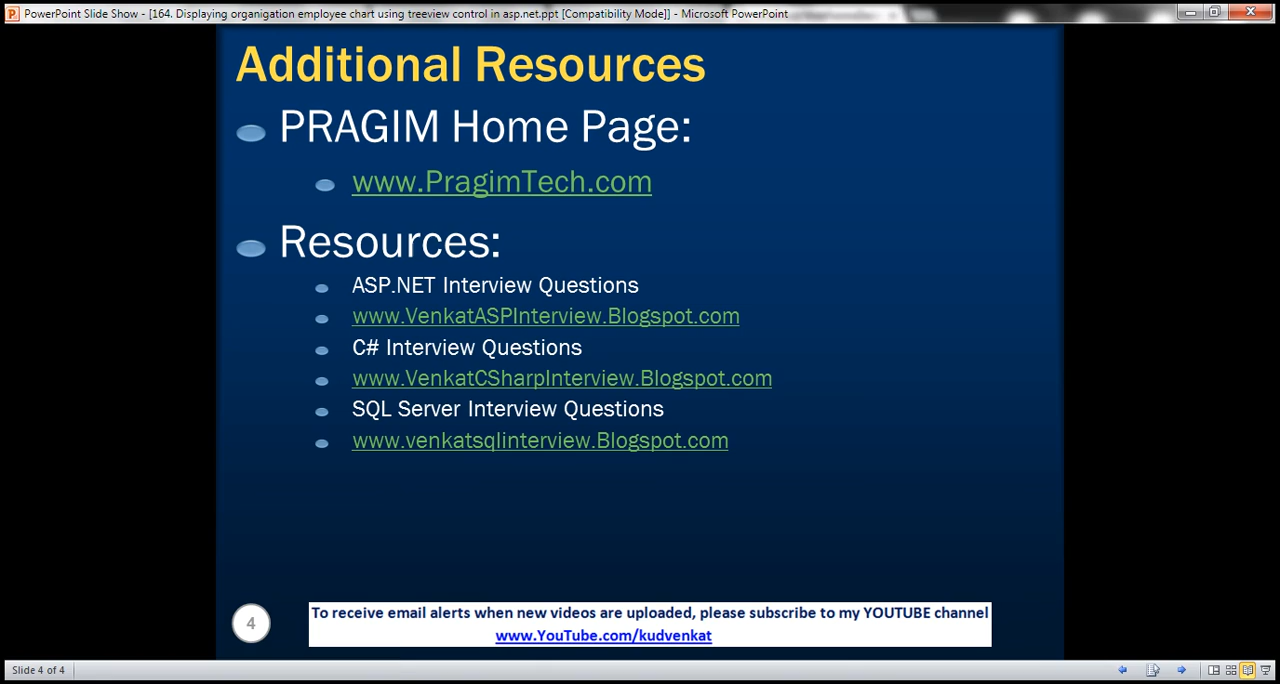 PowerPoint Slide Show - [164. Displaying organigation employee chart using treeview control in asp.net.ppt [Compatibility Mode]] - Microsoft PowerPoint
Additional Resources
PRAGIM Home Page:
www.PragimTech.com
Resources:
ASP.NET Interview Questions
www.VenkatASPInterview.Blogspot.com
C# Interview Questions
www.VenkatCSharpInterview.Blogspot.com
SQL Server Interview Questions
www.venkatsqlinterview.Blogspot.com
4
To receive email alerts when new videos are uploaded, please subscribe to my YOUTUBE channel
www.YouTube.com/kudvenkat
Slide 4 of 4